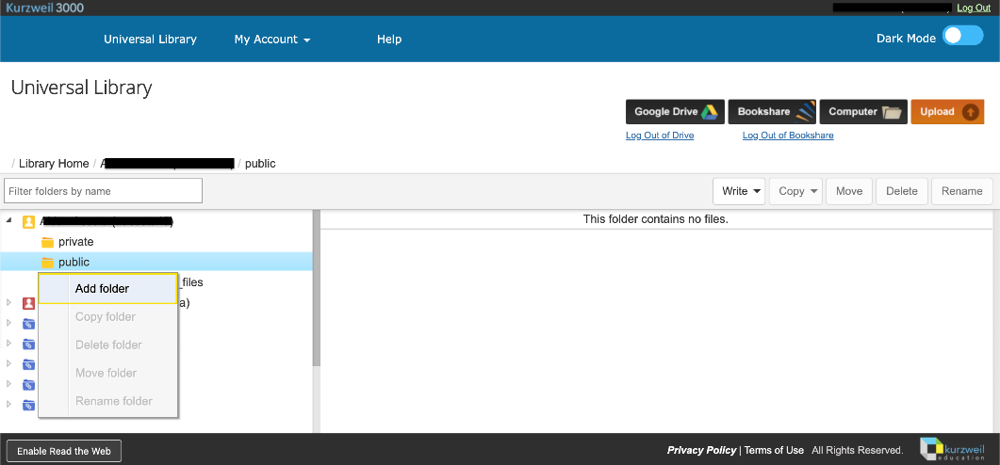 Kurzweil 3000
Log Out
Universal Library My Account Help Dark Mode
Universal Library
Google Drive Bookshare Computer Upload
Log Out of Drive Log Out of Bookshare
/ Library Home / / public
Filter folders by name Write Copy Move Delete Rename
This folder contains no files.
private
public
Add folder
_files
a)
Copy folder
Delete folder
Move folder
Rename folder
Enable Read the Web
Privacy Policy | Terms of Use All Rights Reserved. kurzweil
education